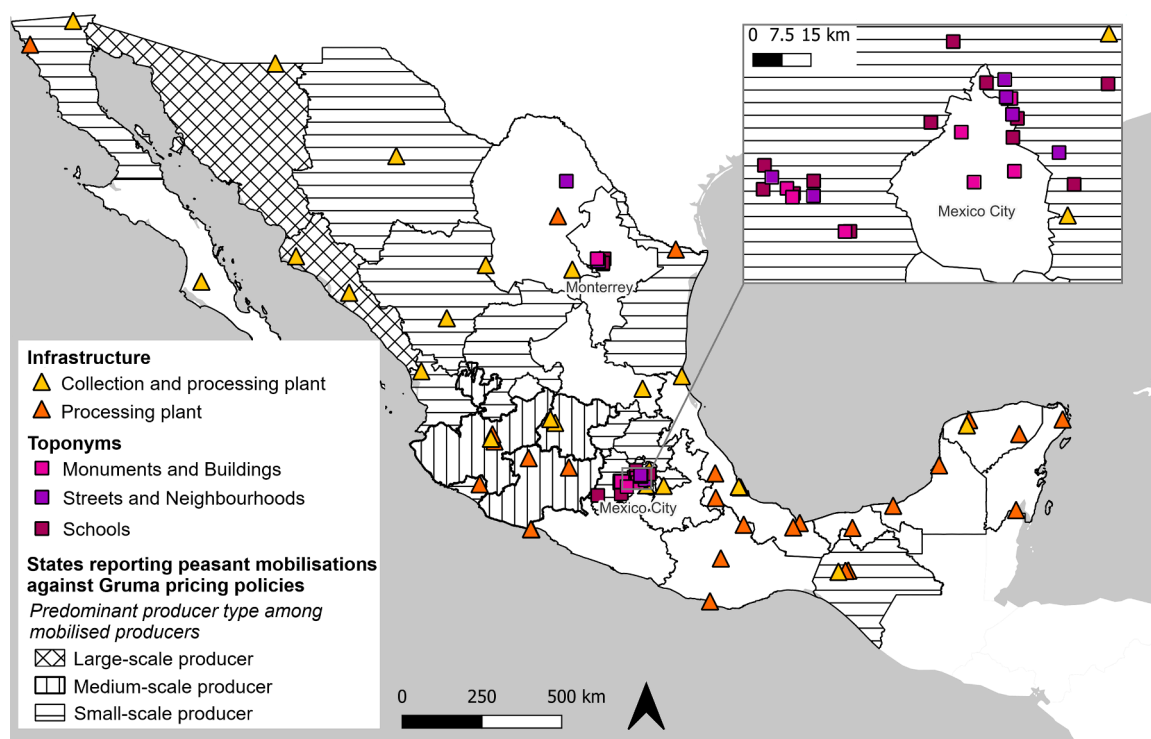 0 7.5 15 km
Mexico City
Monterrey
Mexico City
Infrastructure
Collection and processing plant
Processing plant
Toponyms
Monuments and Buildings
Streets and Neighbourhoods
Schools
States reporting peasant mobilisations
against Gruma pricing policies
Predominant producer type among
mobilised producers
Large-scale producer
Medium-scale producer
Small-scale producer
0 250 500 km